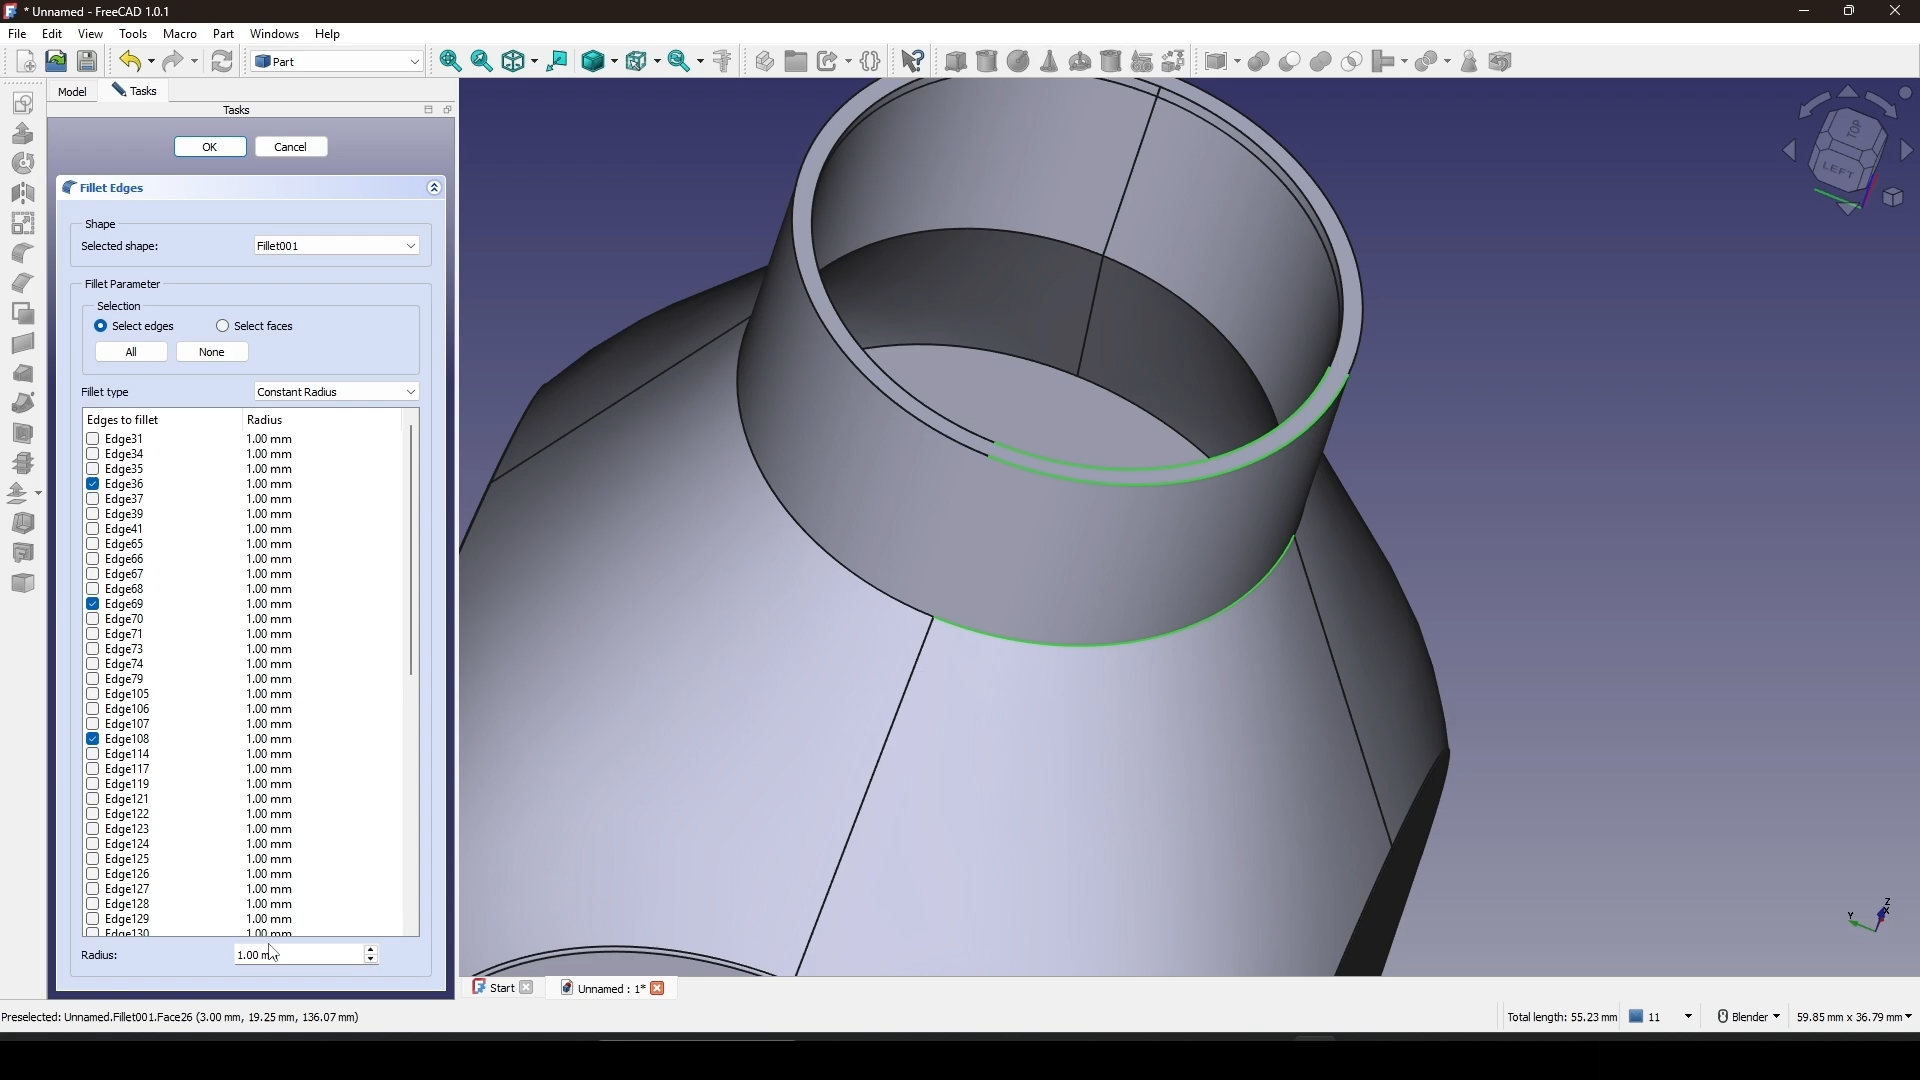 * Unnamed - FreeCAD 1.0.1
File Edit View Tools Macro Part Windows Help
Part
Model Tasks
Tasks
OK Cancel
Fillet Edges
Shape
Selected shape: Fillet001
Fillet Parameter
Selection
Select edges Select faces
All None
Fillet type Constant Radius
Edges to fillet Radius
Edge31 1.00 mm
Edge34 1.00 mm
Edge35 1.00 mm
Edge36 1.00 mm
Edge37 1.00 mm
Edge39 1.00 mm
Edge41 1.00 mm
Edge65 1.00 mm
Edge66 1.00 mm
Edge67 1.00 mm
Edge68 1.00 mm
Edge69 1.00 mm
Edge70 1.00 mm
Edge71 1.00 mm
Edge73 1.00 mm
Edge74 1.00 mm
Edge79 1.00 mm
Edge105 1.00 mm
Edge106 1.00 mm
Edge107 1.00 mm
Edge108 1.00 mm
Edge114 1.00 mm
Edge117 1.00 mm
Edge119 1.00 mm
Edge121 1.00 mm
Edge122 1.00 mm
Edge123 1.00 mm
Edge124 1.00 mm
Edge125 1.00 mm
Edge126 1.00 mm
Edge127 1.00 mm
Edge128 1.00 mm
Edge129 1.00 mm
Edge130 1.00 mm
Radius: 1.00 mm
TOP
LEFT
Z
Y
Start Unnamed : 1*
Preselected: Unnamed.Fillet001.Face26 (3.00 mm, 19.25 mm, 136.07 mm)
Total length: 55.23 mm 11 Blender 59.85 mm x 36.79 mm